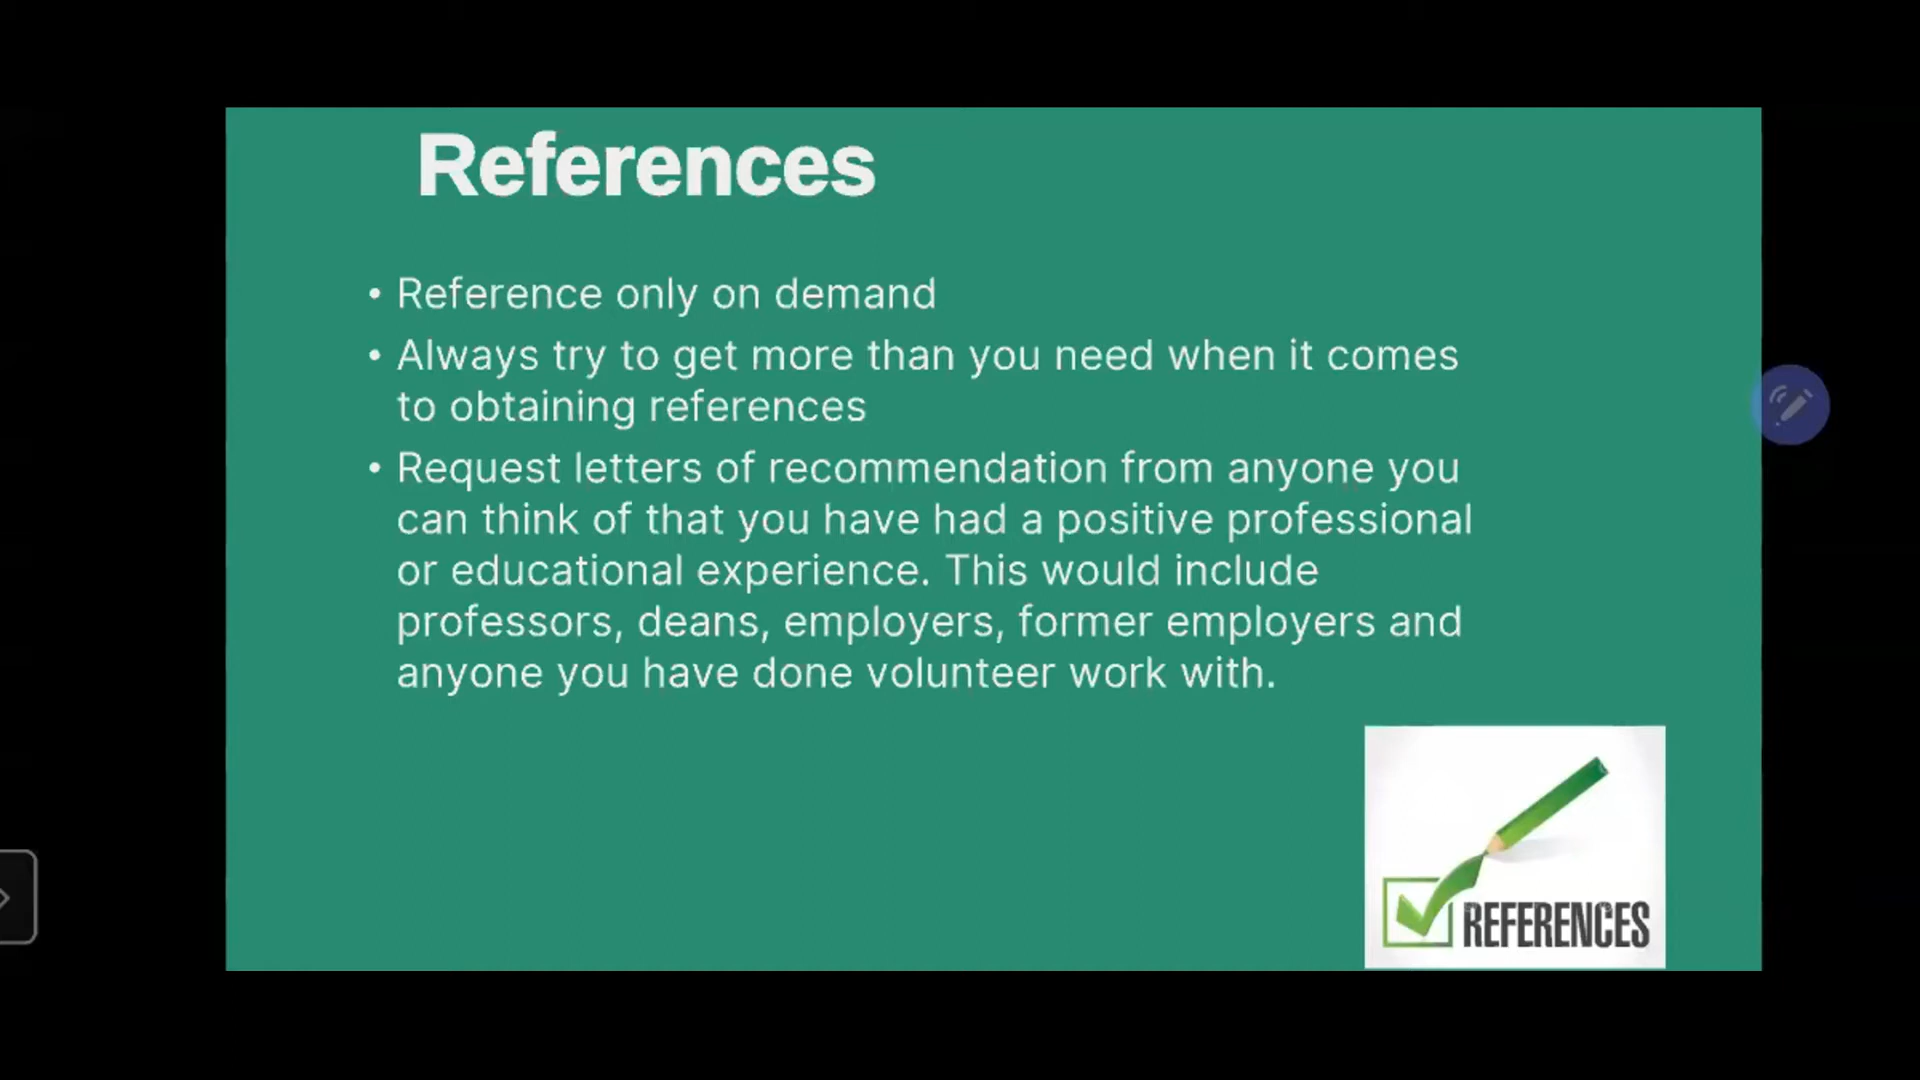 References
• Reference only on demand
• Always try to get more than you need when it comes
to obtaining references
• Request letters of recommendation from anyone you
can think of that you have had a positive professional
or educational experience. This would include
professors, deans, employers, former employers and
anyone you have done volunteer work with.
REFERENCES